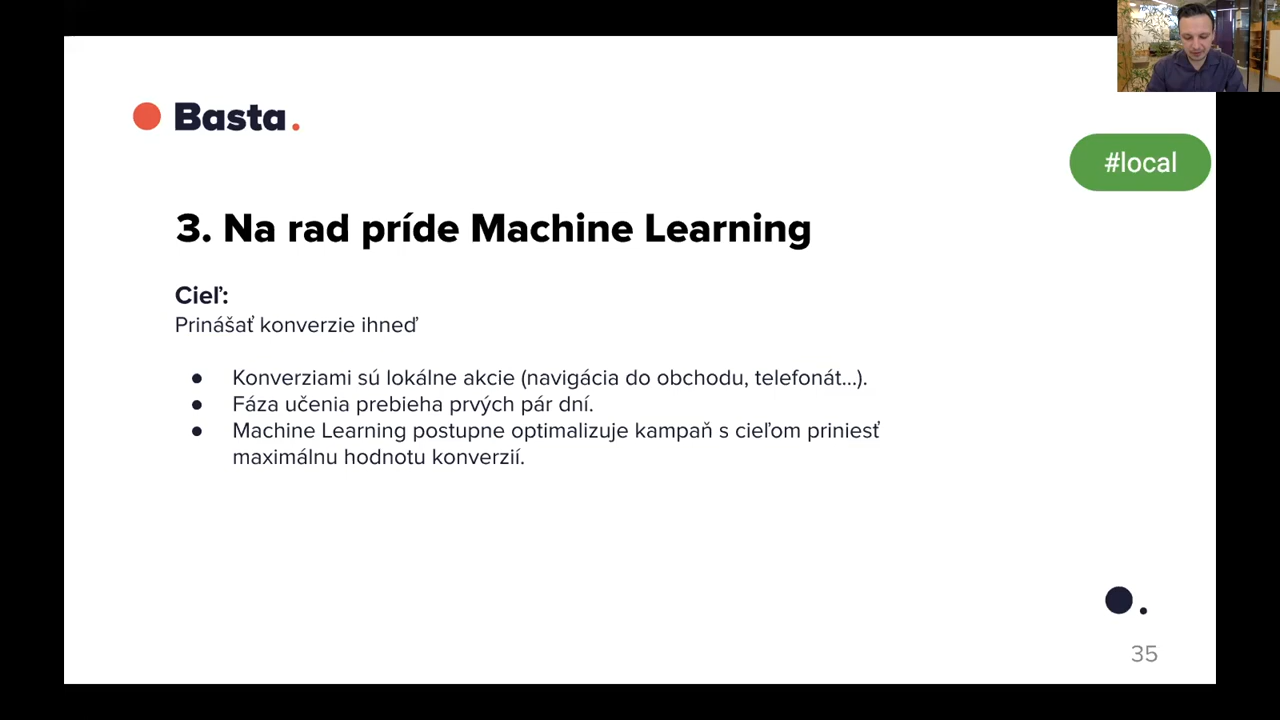 Basta.
#local
3. Na rad príde Machine Learning
Cieľ:
Prinášať konverzie ihneď
● Konverziami sú lokálne akcie (navigácia do obchodu, telefonát...).
● Fáza učenia prebieha prvých pár dní.
● Machine Learning postupne optimalizuje kampaň s cieľom priniesť
maximálnu hodnotu konverzií.
35